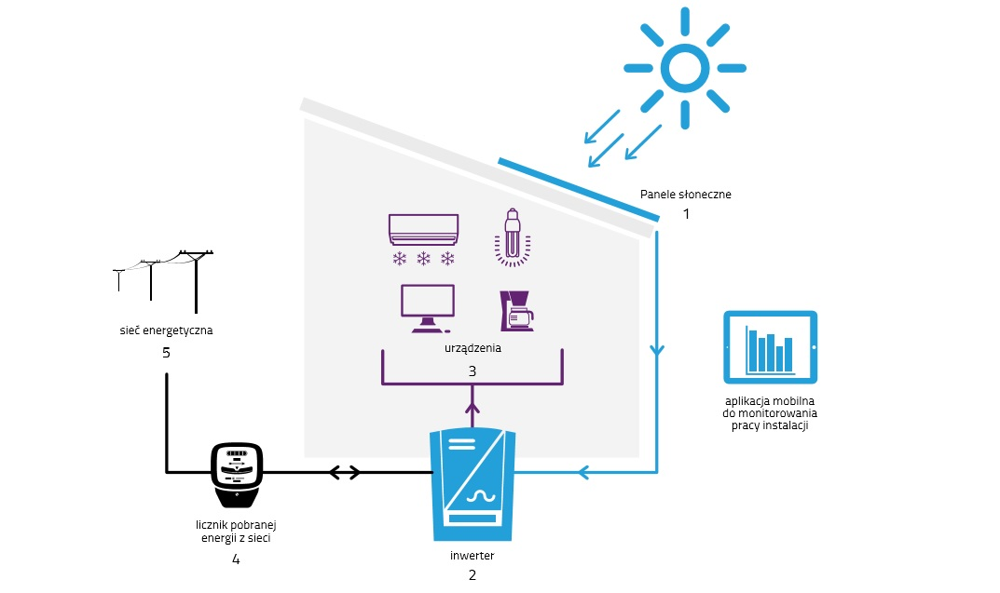 Panele słoneczne
1
sieć energetyczna
5
urządzenia
3
aplikacja mobilna
do monitorowania
pracy instalacji
licznik pobranej
energii z sieci
4
inwerter
2